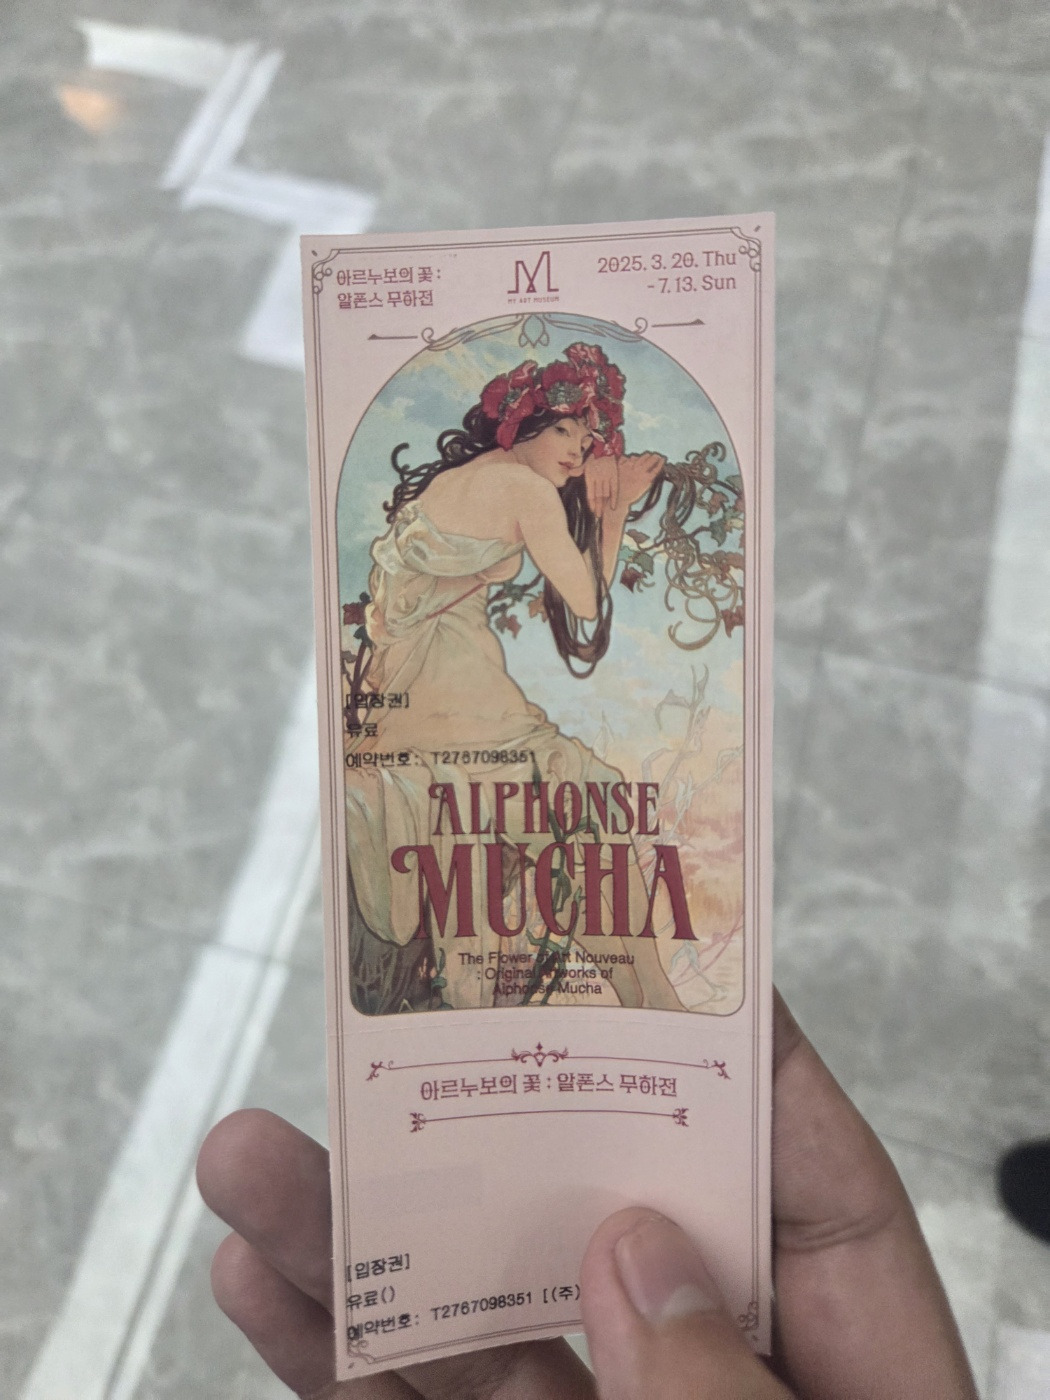 아르누보의 꽃 :
알폰스 무하전
MY ART MUSEUM
2025. 3. 20. Thu
- 7. 13. Sun
[입장권]
유료
예약번호: T2767098351
ALPHONSE
MUCHA
The Flower of Art Nouveau
: Original Artworks of
Alphonse Mucha
아르누보의 꽃 : 알폰스 무하전
[입장권]
유료()
예약번호: T2767098351 [(주)